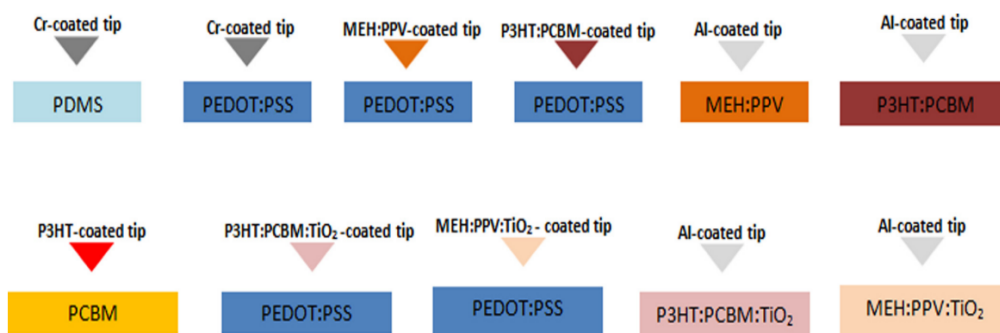 Cr-coated tip Cr-coated tip MEH:PPV-coated tip P3HT:PCBM-coated tip Al-coated tip Al-coated tip
PDMS PEDOT:PSS PEDOT:PSS PEDOT:PSS MEH:PPV P3HT:PCBM
P3HT-coated tip P3HT:PCBM:TiO₂-coated tip MEH:PPV:TiO₂- coated tip Al-coated tip Al-coated tip
PCBM PEDOT:PSS PEDOT:PSS P3HT:PCBM:TiO₂ MEH:PPV:TiO₂